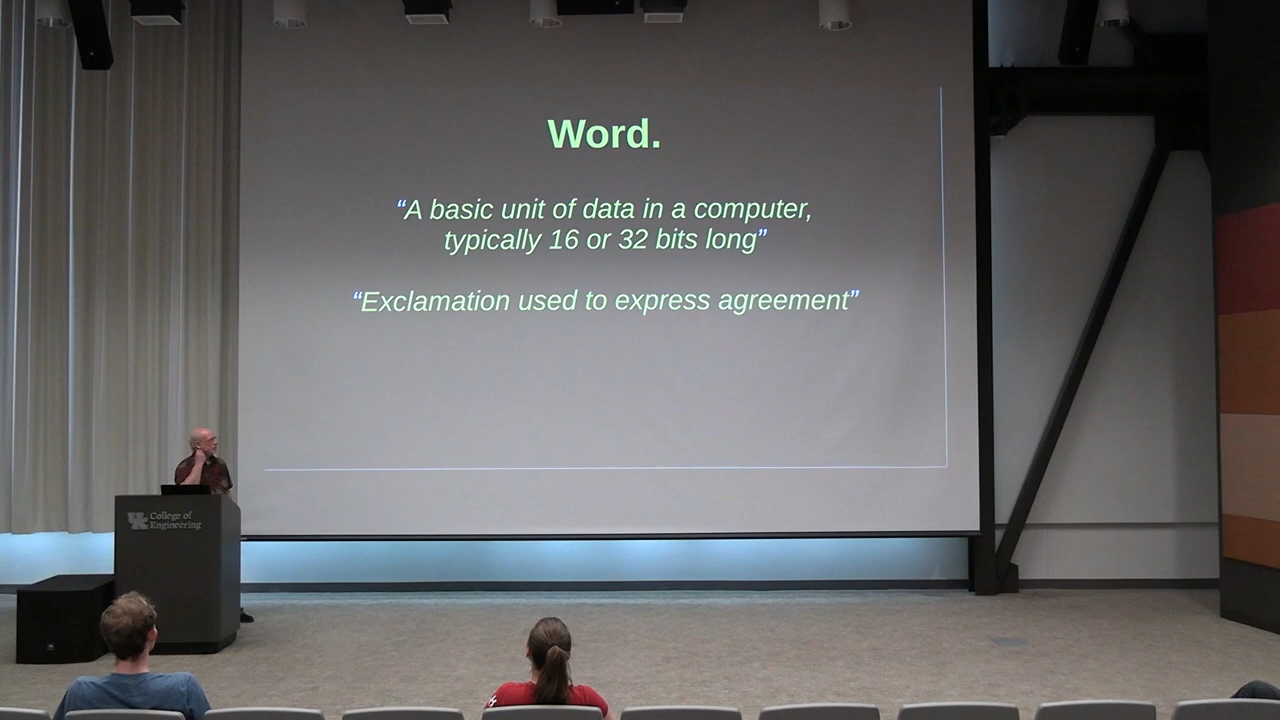 Word.
“A basic unit of data in a computer,
typically 16 or 32 bits long”
“Exclamation used to express agreement”
UK College of
Engineering